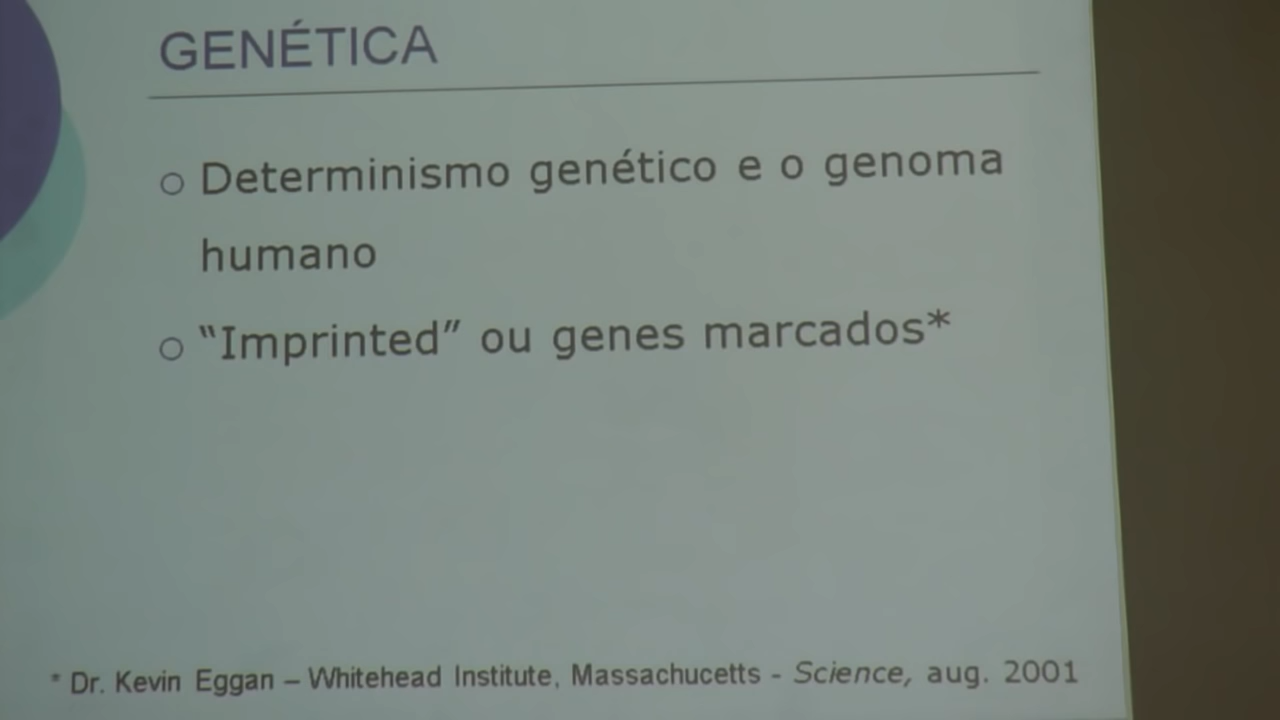 GENÉTICA
Determinismo genético e o genoma
humano
“Imprinted” ou genes marcados*
* Dr. Kevin Eggan – Whitehead Institute, Massachucetts - Science, aug. 2001